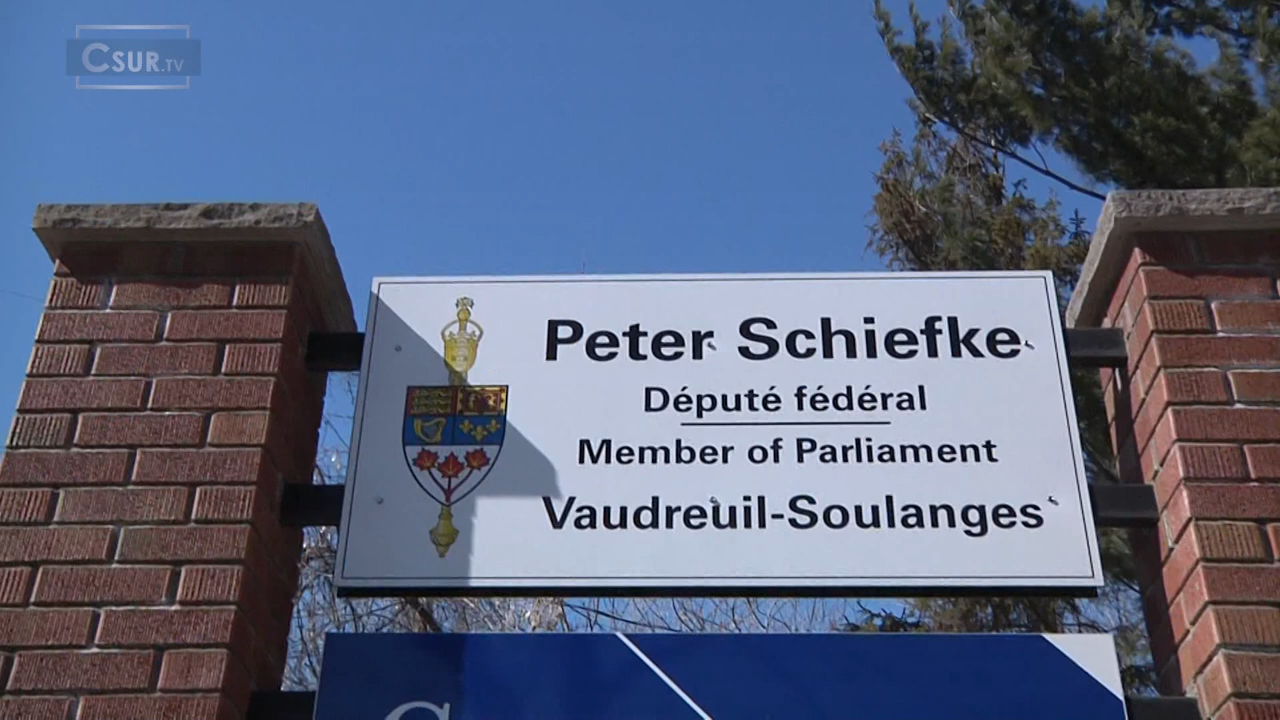 CSUR.TV
Peter Schiefke
Député fédéral
Member of Parliament
Vaudreuil-Soulanges